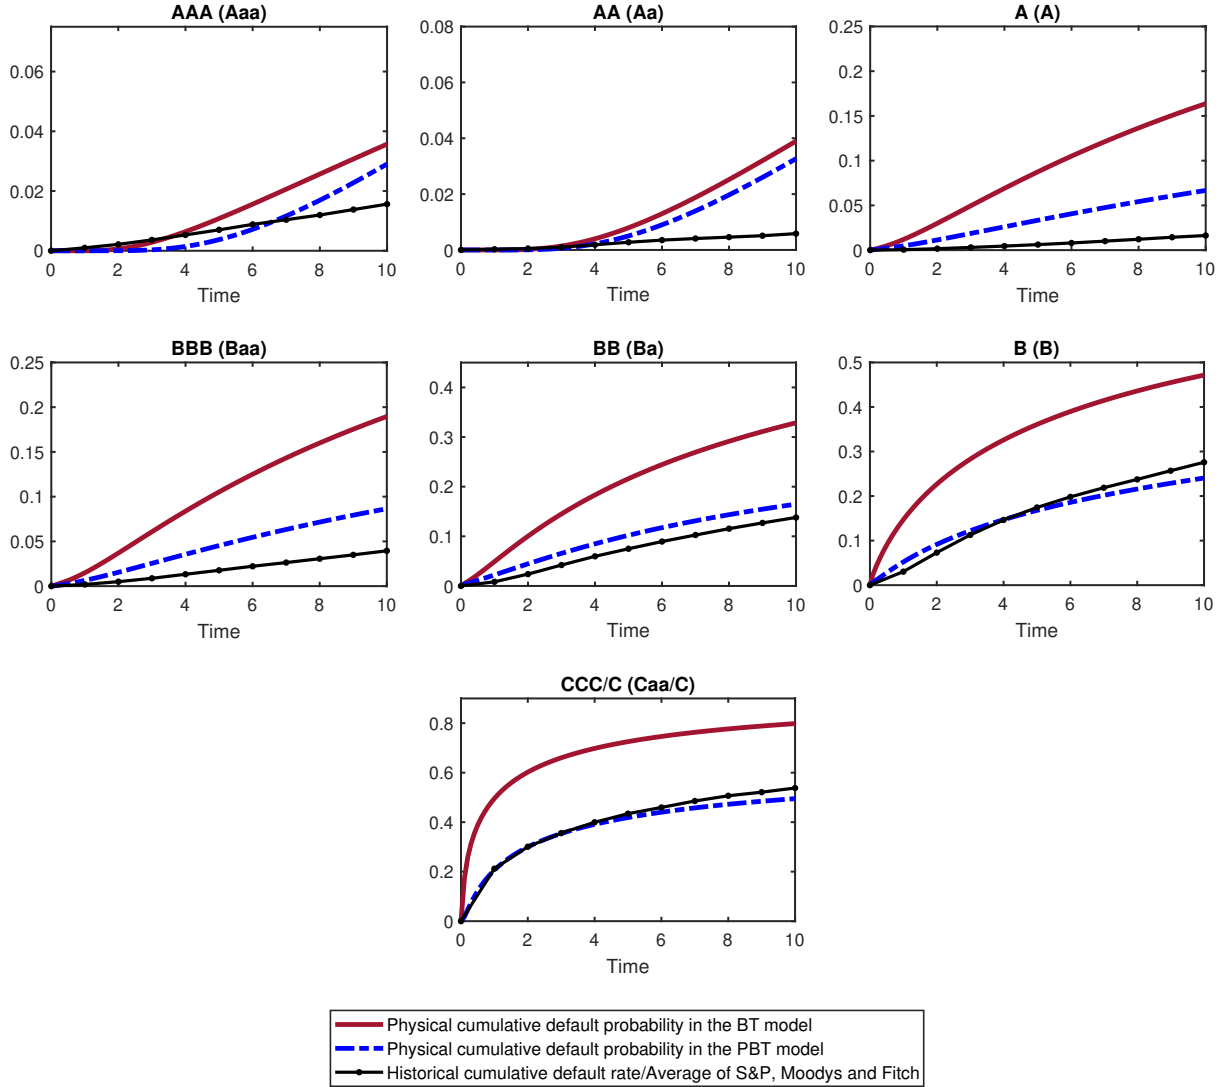 AAA (Aaa)
0.06
0.04
0.02
0
0 2 4 6 8 10
Time
AA (Aa)
0.08
0.06
0.04
0.02
0
0 2 4 6 8 10
Time
A (A)
0.25
0.2
0.15
0.1
0.05
0
0 2 4 6 8 10
Time
BBB (Baa)
0.25
0.2
0.15
0.1
0.05
0
0 2 4 6 8 10
Time
BB (Ba)
0.4
0.3
0.2
0.1
0
0 2 4 6 8 10
Time
B (B)
0.5
0.4
0.3
0.2
0.1
0
0 2 4 6 8 10
Time
CCC/C (Caa/C)
0.8
0.6
0.4
0.2
0
0 2 4 6 8 10
Time
Physical cumulative default probability in the BT model
Physical cumulative default probability in the PBT model
Historical cumulative default rate/Average of S&P, Moodys and Fitch